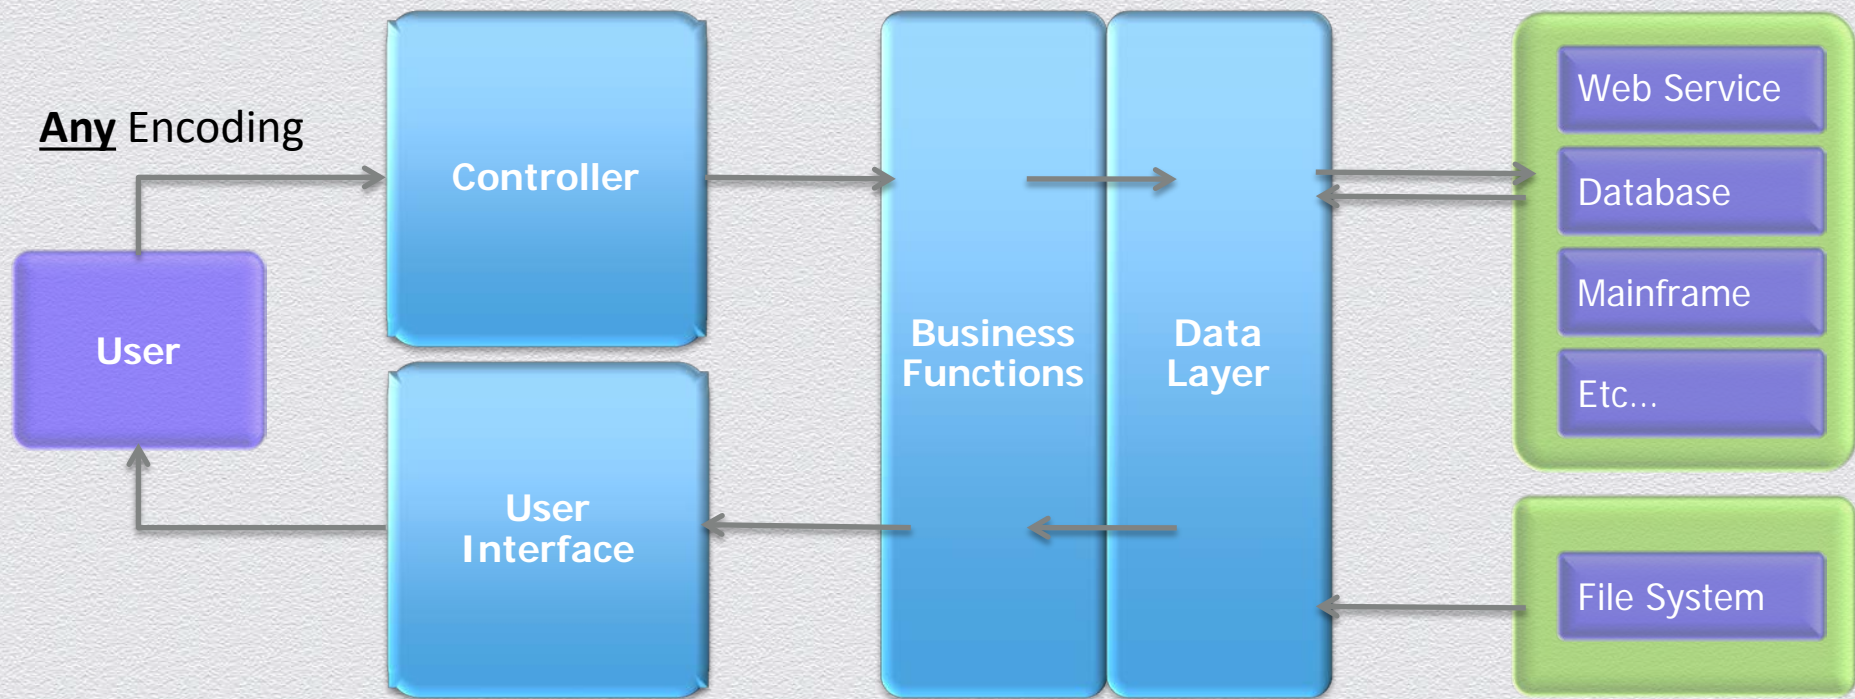 Any Encoding
Controller
User
User
Interface
Business
Functions
Data
Layer
Web Service
Database
Mainframe
Etc...
File System